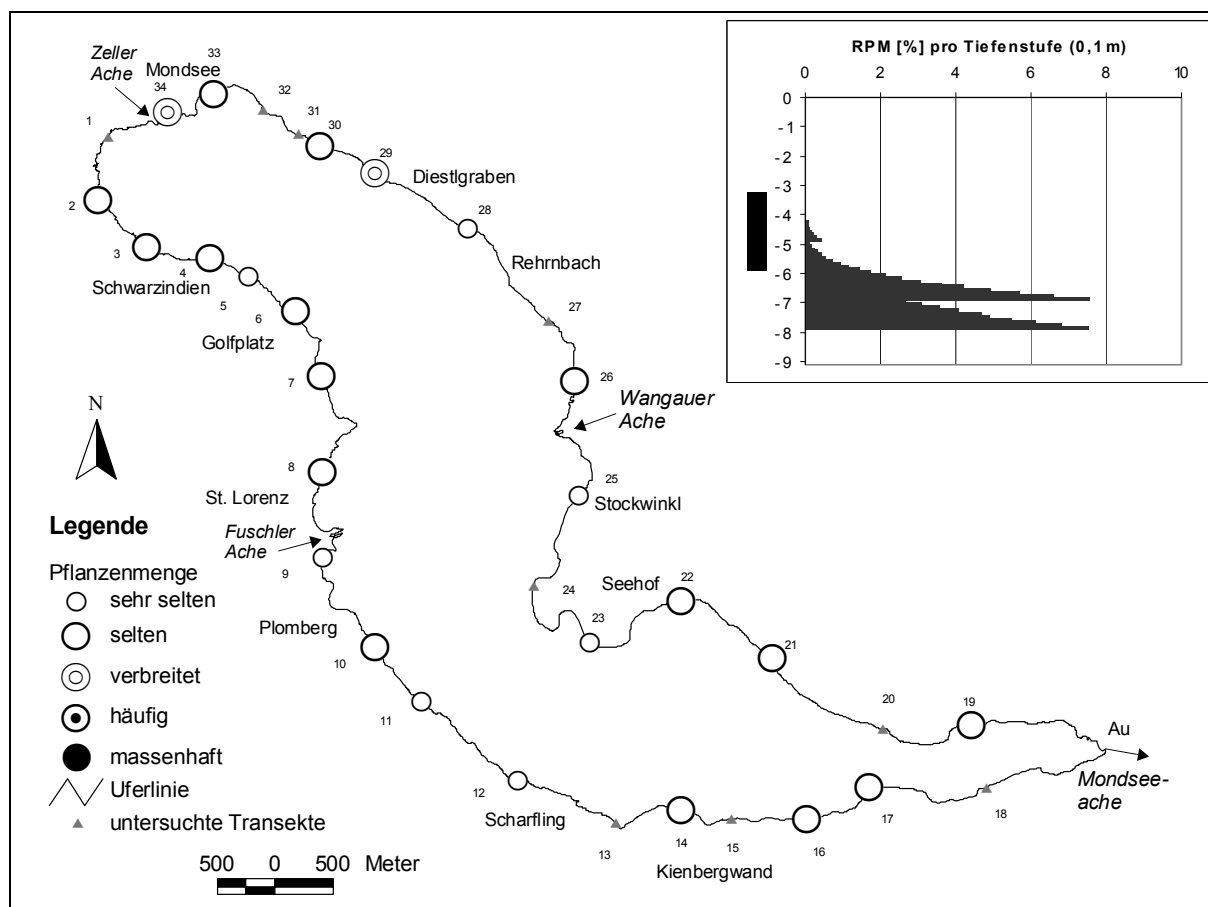 Zeller
Ache
33
Mondsee
34
32
31
30
1
29
Diestlgraben
2
28
3
4
Schwarzindien
5
Rehrnbach
6
27
Golfplatz
7
26
Wangauer
Ache
N
8
St. Lorenz
25
Stockwinkl
Fuschler
Ache
9
24
Seehof
22
23
Plomberg
10
21
11
20
19
Au
Mondsee-
ache
12
Scharfling
13
14
15
16
17
18
Kienbergwand
Legende
Pflanzenmenge
sehr selten
selten
verbreitet
häufig
massenhaft
Uferlinie
untersuchte Transekte
500 0 500 Meter
RPM [%] pro Tiefenstufe (0,1m)
0 2 4 6 8 10
0
-1
-2
-3
-4
-5
-6
-7
-8
-9